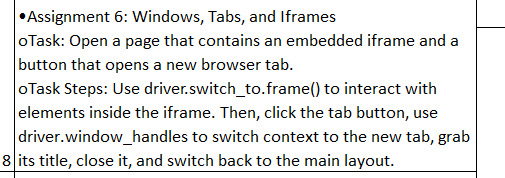 •Assignment 6: Windows, Tabs, and Iframes
oTask: Open a page that contains an embedded iframe and a
button that opens a new browser tab.
oTask Steps: Use driver.switch_to.frame() to interact with
elements inside the iframe. Then, click the tab button, use
driver.window_handles to switch context to the new tab, grab
8 its title, close it, and switch back to the main layout.